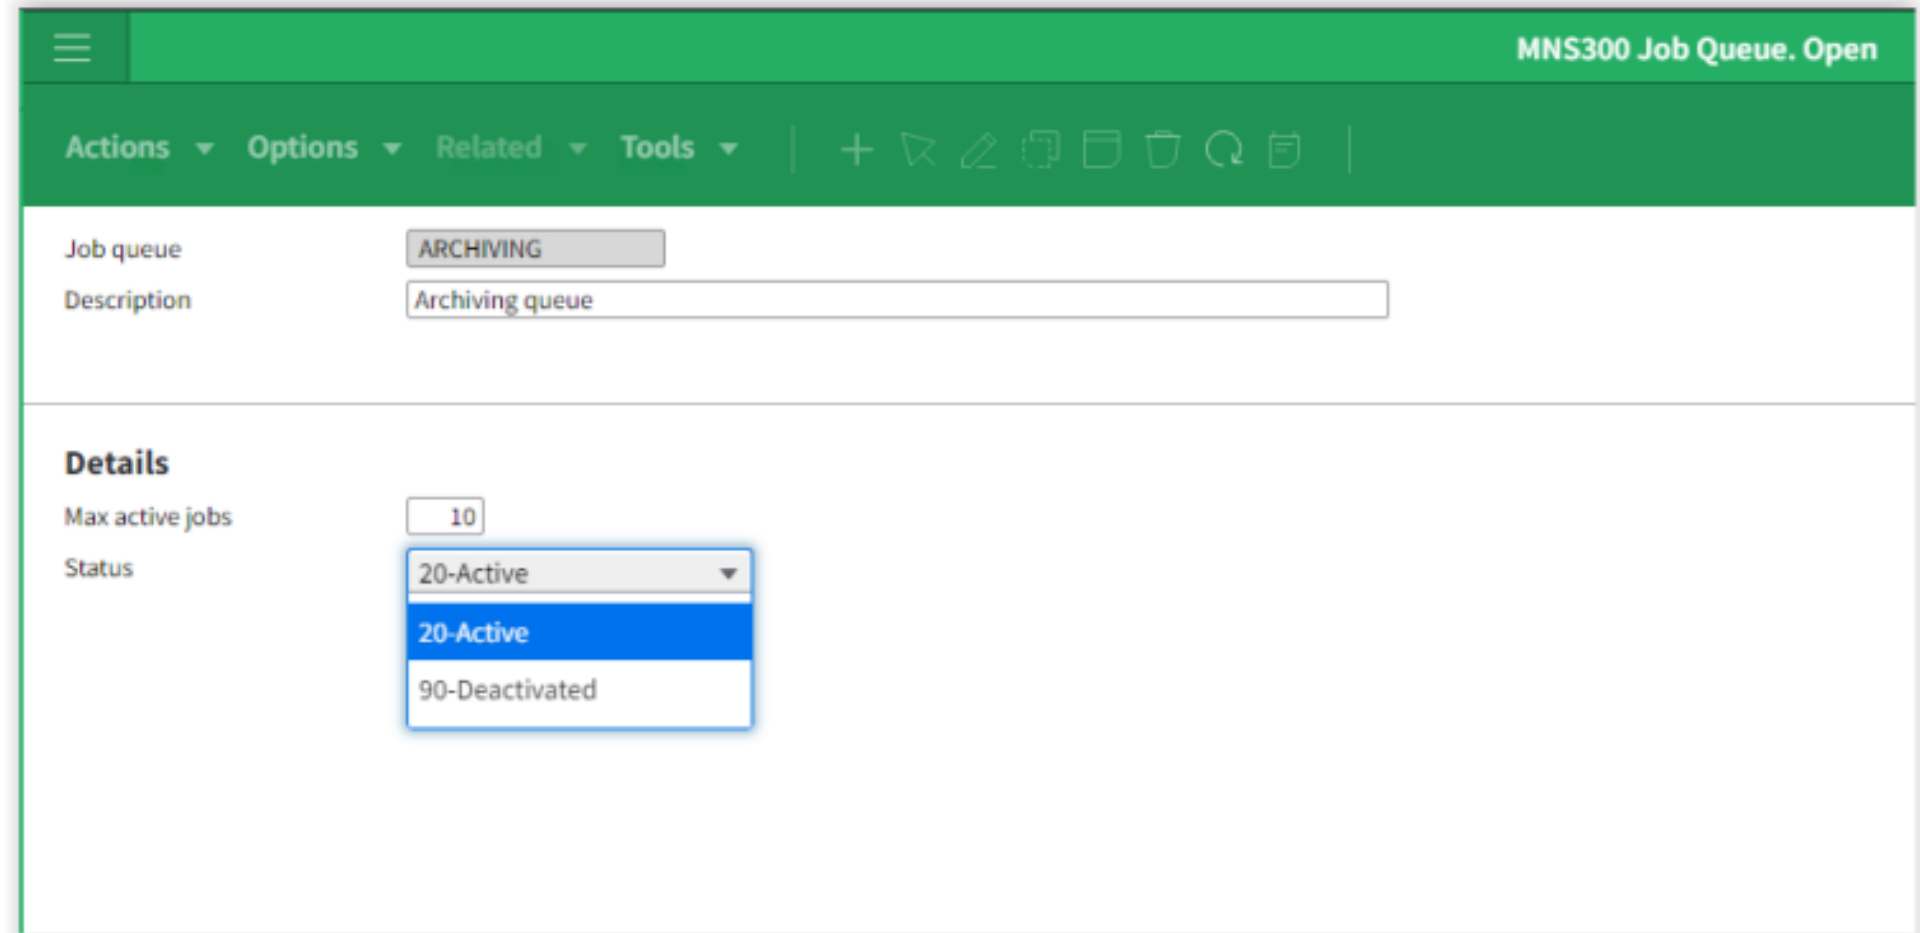 MNS300 Job Queue. Open
Actions Options Related Tools
Job queue ARCHIVING
Description Archiving queue
Details
Max active jobs 10
Status 20-Active
20-Active
90-Deactivated